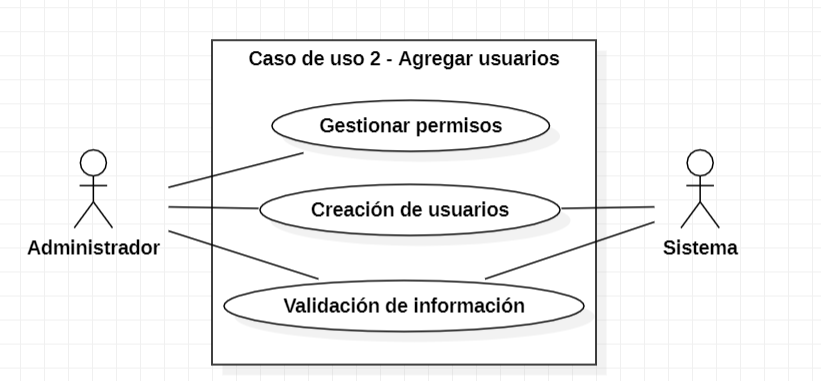 Caso de uso 2 - Agregar usuarios
Gestionar permisos
Creación de usuarios
Administrador
Sistema
Validación de información